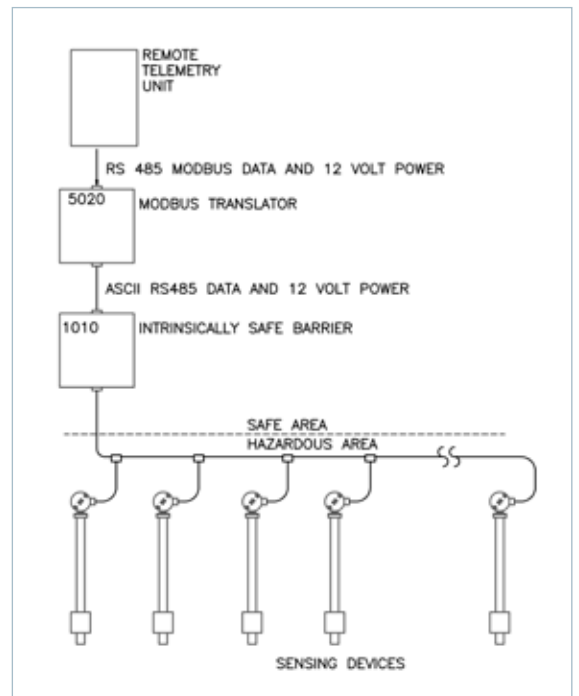 REMOTE
TELEMETRY
UNIT
RS 485 MODBUS DATA AND 12 VOLT POWER
5020
MODBUS TRANSLATOR
ASCII RS485 DATA AND 12 VOLT POWER
1010
INTRINSICALLY SAFE BARRIER
SAFE AREA
HAZARDOUS AREA
SENSING DEVICES